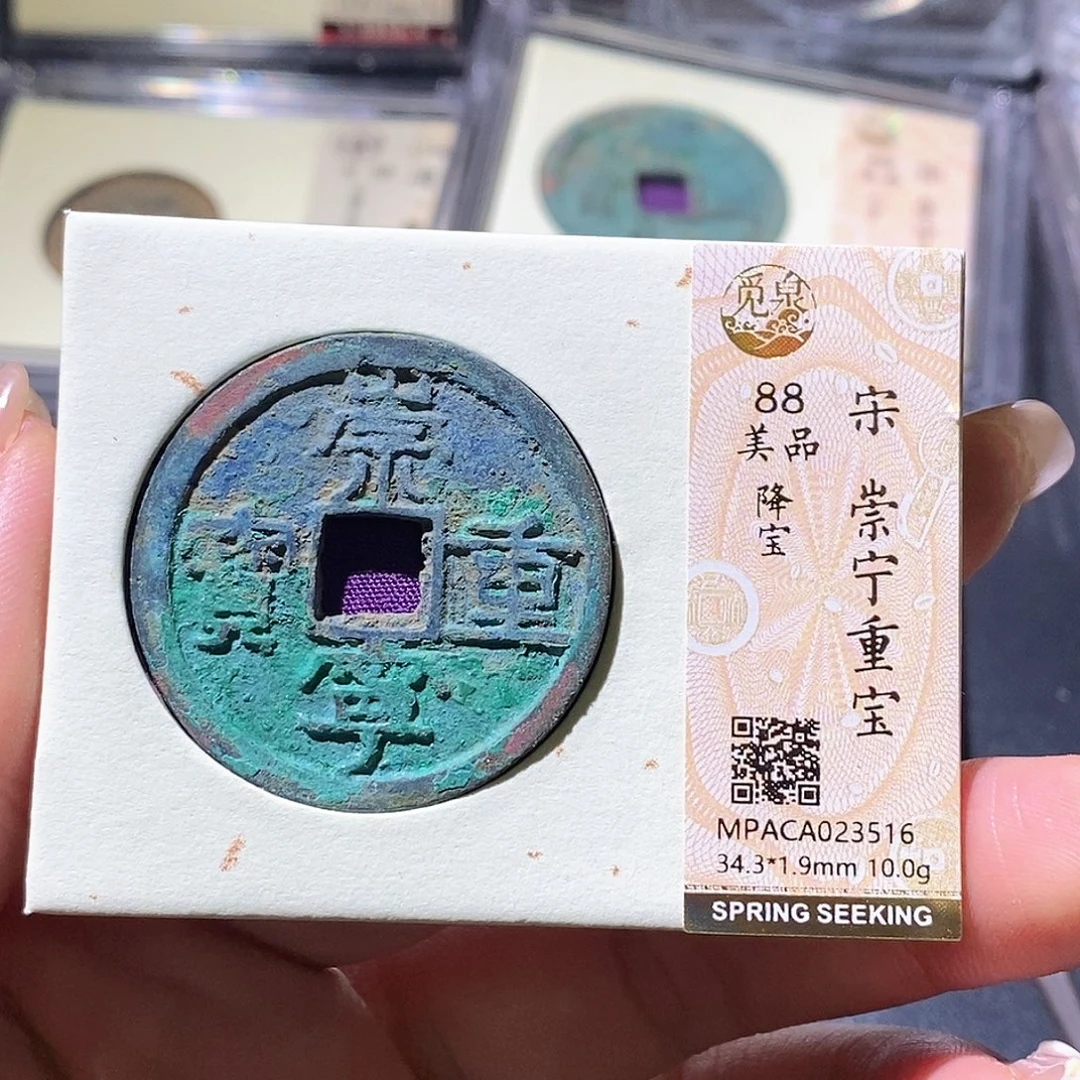 崇
寧
重
寶
觅泉
宋 崇宁重宝
88
美品
降宝
MPACA023516
34.3*1.9mm 10.0g
SPRING SEEKING